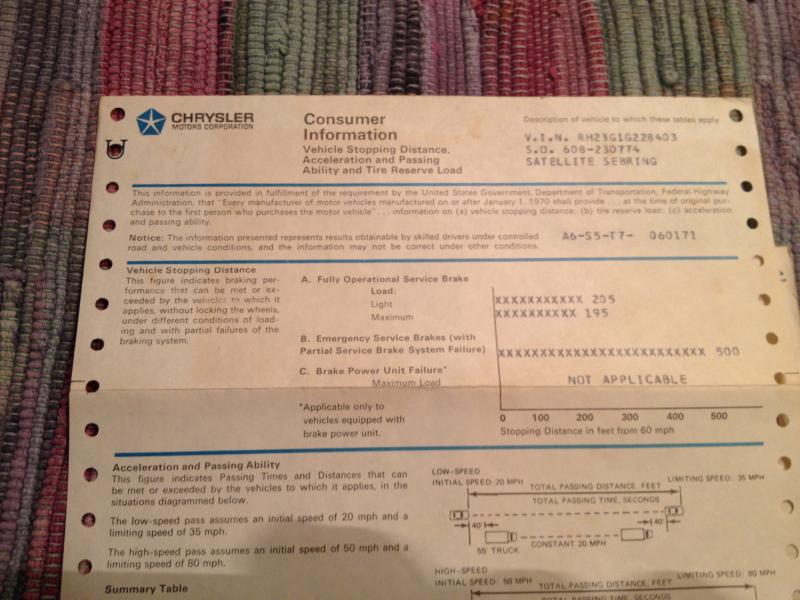 CHRYSLER
MOTORS CORPORATION
Consumer
Information
Vehicle Stopping Distance,
Acceleration and Passing
Ability and Tire Reserve Load
Description of vehicle to which these tables apply
V.I.N. RH23G1G228403
S.O. 608-230774
SATELLITE SEBRING
This information is provided in fulfillment of the requirement by the United States Government, Department of Transportation, Federal Highway
Administration, that "Every manufacturer of motor vehicles manufactured on or after January 1, 1970 shall provide . . . at the time of original pur-
chase to the first person who purchases the motor vehicle" . . . information on (a) vehicle stopping distance; (b) tire reserve load; (c) acceleration
and passing ability.
Notice: The information presented represents results obtainable by skilled drivers under controlled
road and vehicle conditions, and the information may not be correct under other conditions.
A6-S5-T7- 060171
Vehicle Stopping Distance
This figure indicates braking per-
formance that can be met or ex-
ceeded by the vehicles to which it
applies, without locking the wheels,
under different conditions of load-
ing and with partial failures of the
braking system.
A. Fully Operational Service Brake
Load:
Light XXXXXXXXXXX 205
Maximum XXXXXXXXXX 195
B. Emergency Service Brakes (with
Partial Service Brake System Failure) XXXXXXXXXXXXXXXXXXXXXXXXXX 500
C. Brake Power Unit Failure*
Maximum Load NOT APPLICABLE
*Applicable only to
vehicles equipped with
brake power unit.
0 100 200 300 400 500
Stopping Distance in feet from 60 mph.
Acceleration and Passing Ability
This figure indicates Passing Times and Distances that can
be met or exceeded by the vehicles to which it applies, in the
situations diagrammed below.
The low-speed pass assumes an initial speed of 20 mph and a
limiting speed of 35 mph.
The high-speed pass assumes an initial speed of 50 mph and a
limiting speed of 80 mph.
Summary Table
LOW-SPEED
INITIAL SPEED: 20 MPH TOTAL PASSING DISTANCE, FEET LIMITING SPEED: 35 MPH
TOTAL PASSING TIME, SECONDS
40' 40'
55' TRUCK CONSTANT 20 MPH
HIGH-SPEED
INITIAL SPEED: 50 MPH TOTAL PASSING DISTANCE, FEET LIMITING SPEED: 80 MPH
TOTAL PASSING TIME, SECONDS